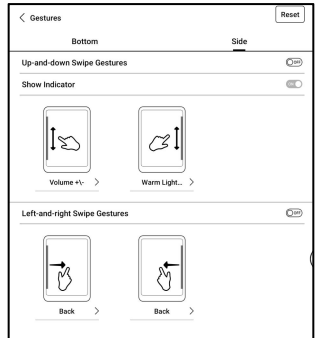 Gestures
Reset
Bottom
Side
Up-and-down Swipe Gestures
OFF
Show Indicator
ON
Volume +\-
Warm Light...
Left-and-right Swipe Gestures
OFF
Back
Back